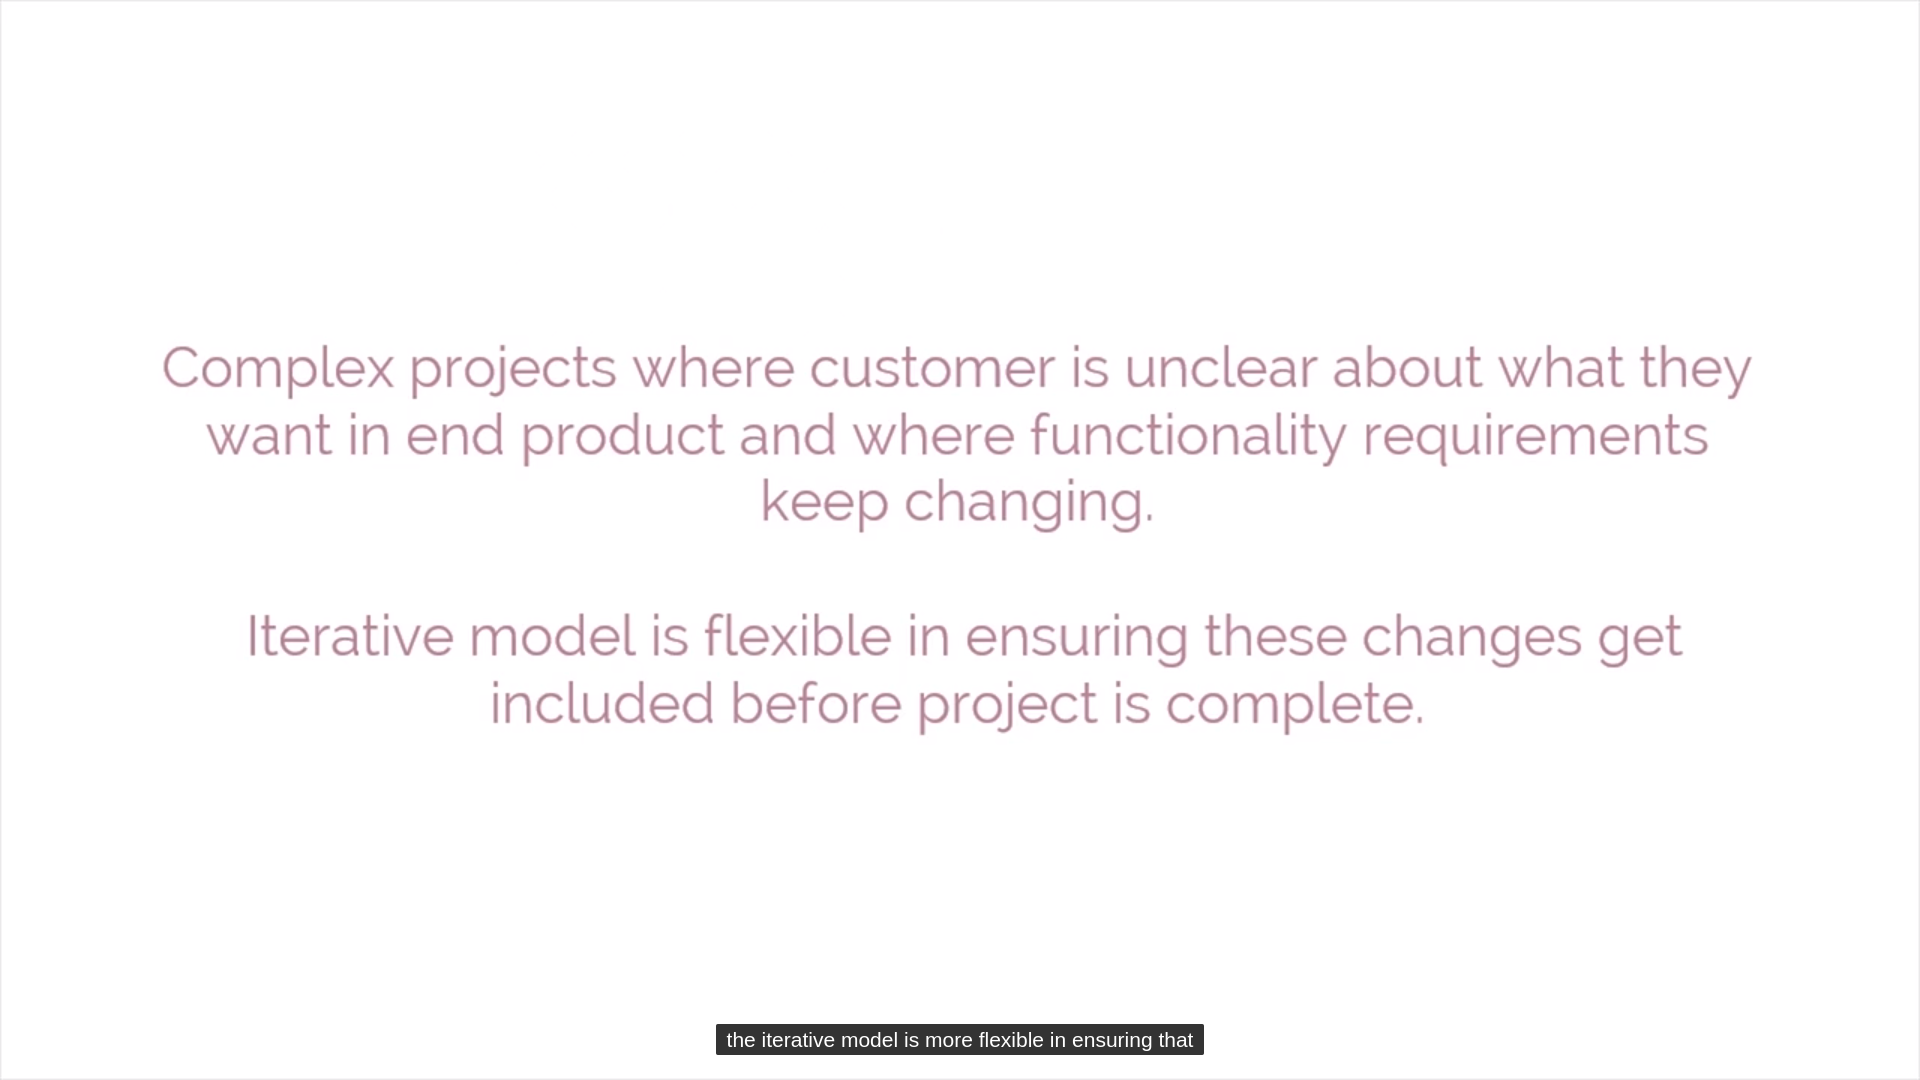 Complex projects where customer is unclear about what they
want in end product and where functionality requirements
keep changing.
Iterative model is flexible in ensuring these changes get
included before project is complete.
the iterative model is more flexible in ensuring that